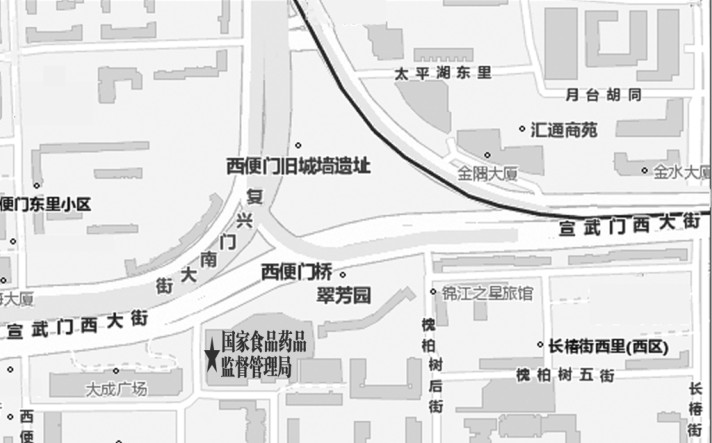 太平湖东里
月台胡同
汇通商苑
西便门旧城墙遗址
金隅大厦
金水大厦
便门东里小区
复兴门南大街
宣武门西大街
西便门桥
翠芳园
锦江之星旅馆
海大厦
宣武门西大街
国家食品药品
监督管理局
槐柏树后街
长椿街西里(西区)
槐柏树五街
大成广场
长椿街
西便